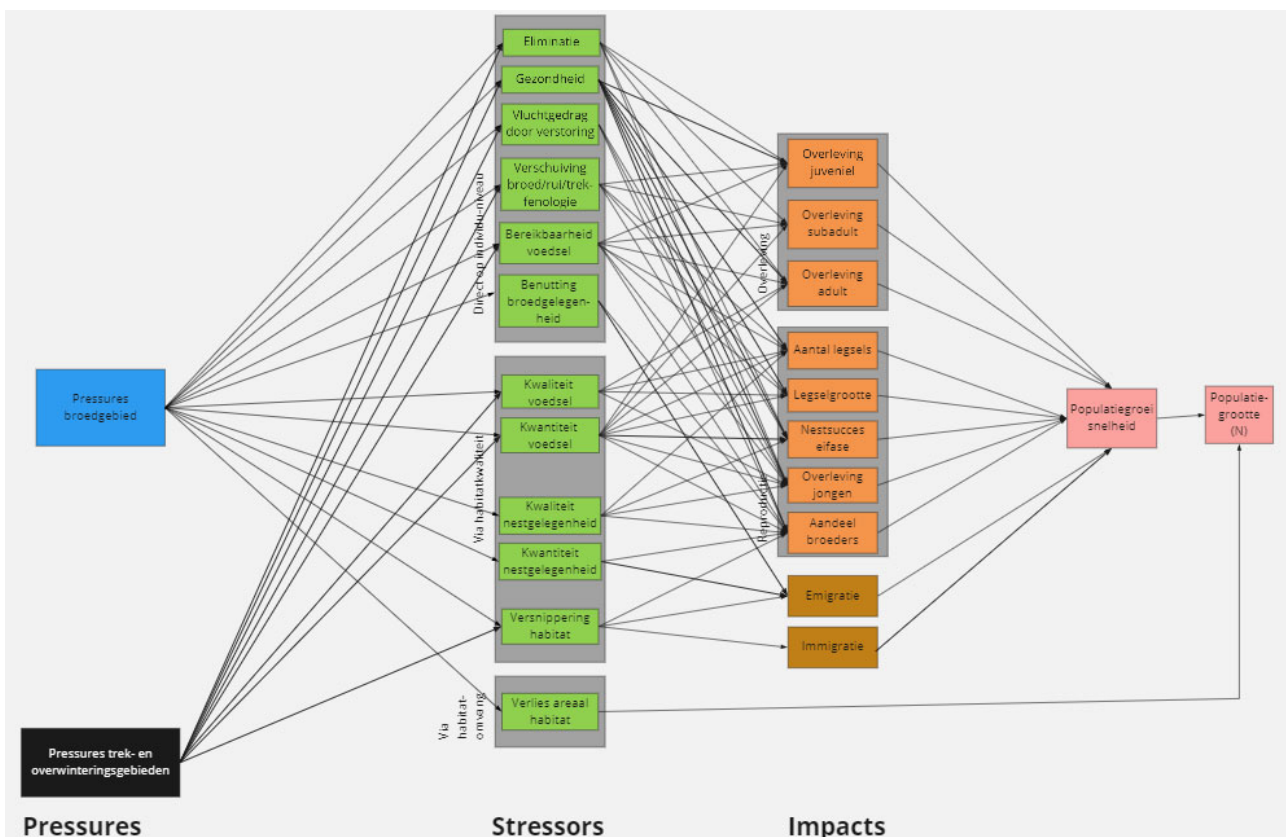 Eliminatie
Gezondheid
Vluchtgedrag
door verstoring
Verschuiving
broed/rui/trek-
fenologie
Bereikbaarheid
voedsel
Benutting
broedgelegen-
heid
Direct op individu-niveau
Kwaliteit
voedsel
Kwantiteit
voedsel
Kwaliteit
nestgelegenheid
Kwantiteit
nestgelegenheid
Versnippering
habitat
Via habitatkwaliteit
Verlies areaal
habitat
Via
habitat-
omvang
Pressures
broedgebied
Pressures trek- en
overwinteringsgebieden
Overleving
juveniel
Overleving
subadult
Overleving
adult
Overleving
Aantal legsels
Legselgrootte
Nestsucces
eifase
Overleving
jongen
Aandeel
broeders
Reproductie
Emigratie
Immigratie
Populatiegroei
snelheid
Populatie-
grootte
(N)
Pressures
Stressors
Impacts